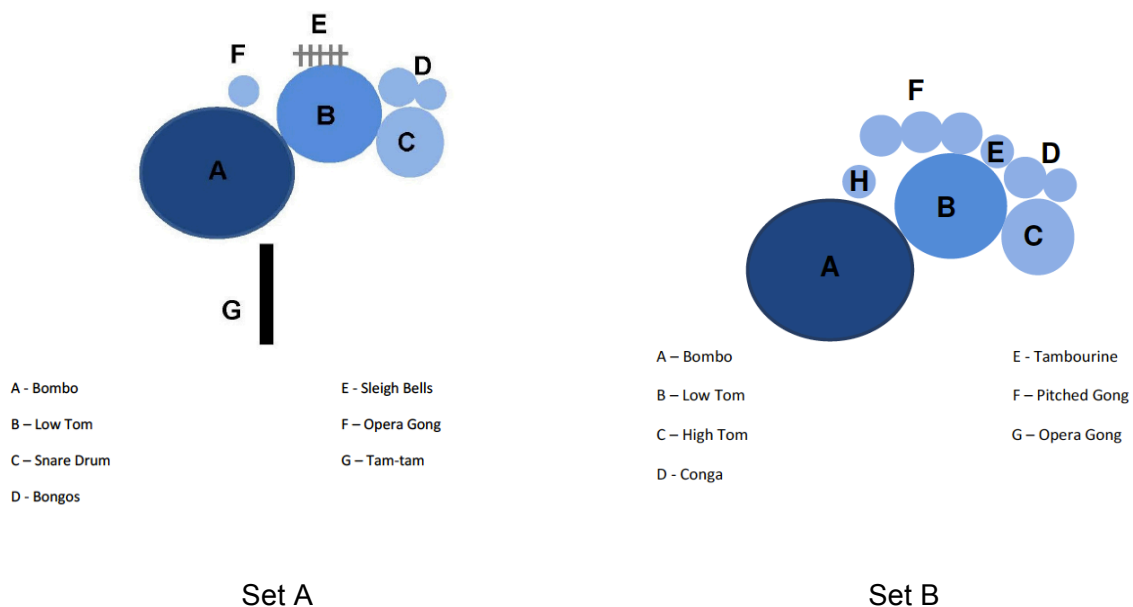 E
F
D
B
C
A
G
A - Bombo
B – Low Tom
C – Snare Drum
D - Bongos
E - Sleigh Bells
F – Opera Gong
G – Tam-tam
Set A
F
E
D
H
B
C
A
A – Bombo
B – Low Tom
C – High Tom
D - Conga
E - Tambourine
F – Pitched Gong
G – Opera Gong
Set B